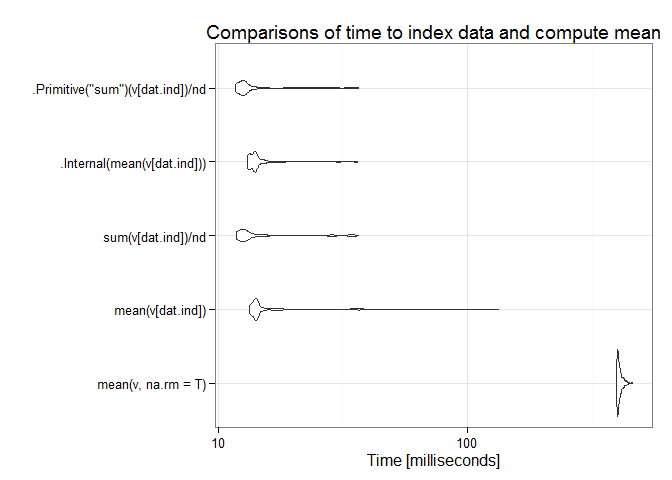 Comparisons of time to index data and compute mean
.Primitive("sum")(v[dat.ind])/nd
.Internal(mean(v[dat.ind]))
sum(v[dat.ind])/nd
mean(v[dat.ind])
mean(v, na.rm = T)
10 100
Time [milliseconds]